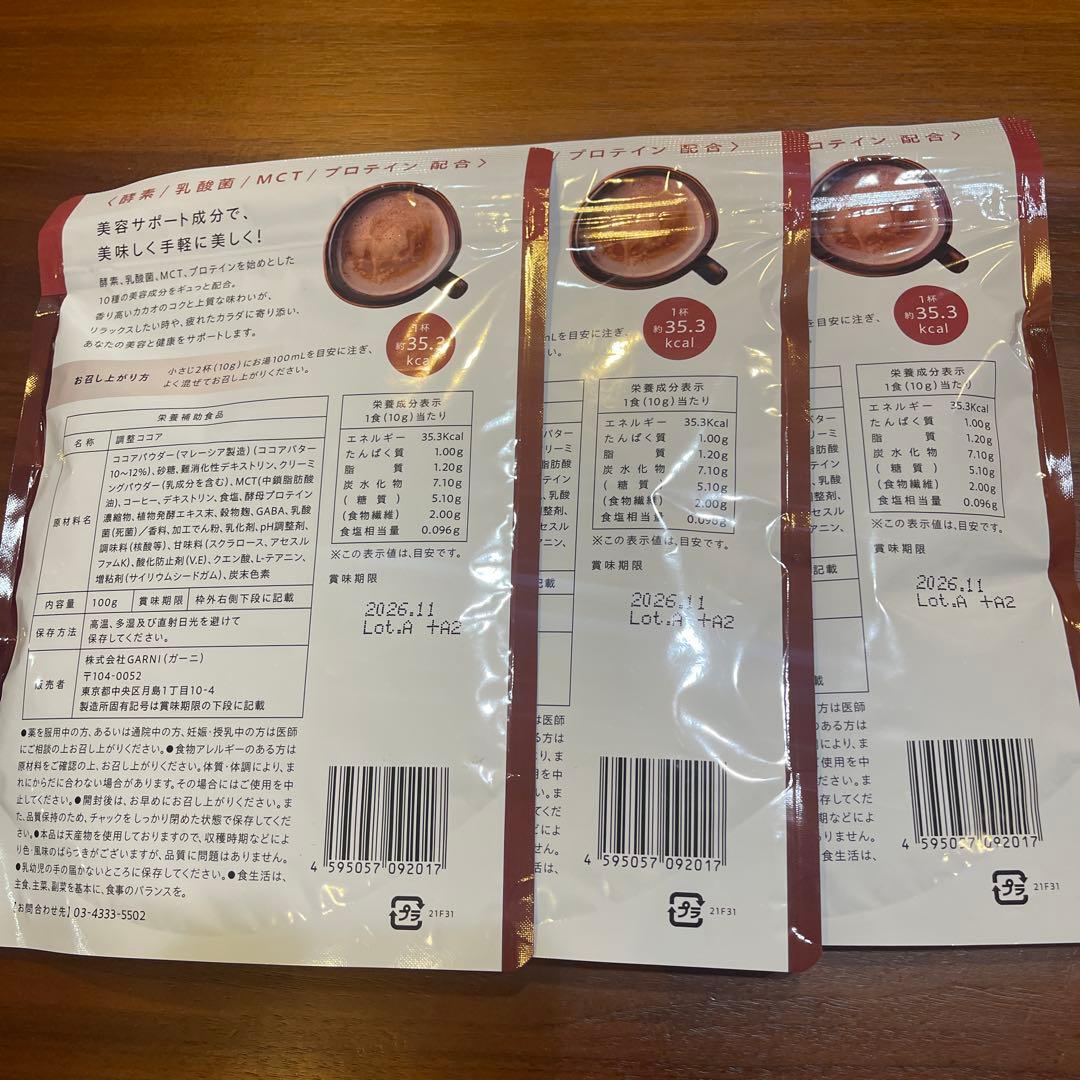 〈酵素/乳酸菌/MCT/プロテイン 配合〉
美容サポート成分で、
美味しく手軽に美しく!
酵素、乳酸菌、MCT、プロテインを始めとした
10種の美容成分をギュっと配合。
香り高いカカオのコクと上質な味わいが、
リラックスしたい時や、疲れたカラダに寄り添い、
あなたの美容と健康をサポートします。
1杯
約35.3
kcal
お召し上がり方
小さじ2杯(10g)にお湯100mLを目安に注ぎ、
よく混ぜてお召し上がりください。
栄養補助食品
名称 調整ココア
原材料名
ココアパウダー(マレーシア製造)(ココアバター
10〜12%)、砂糖、難消化性デキストリン、クリーミ
ングパウダー(乳成分を含む)、MCT(中鎖脂肪酸
油)、コーヒー、デキストリン、食塩、酵母プロテイン
濃縮物、植物発酵エキス末、穀物麹、GABA、乳酸
菌(死菌)/香料、加工でん粉、乳化剤、pH調整剤、
調味料(核酸等)、甘味料(スクラロース、アセスル
ファムK)、酸化防止剤(V.E)、クエン酸、L-テアニン、
増粘剤(サイリウムシードガム)、炭末色素
内容量 100g 賞味期限 枠外右側下段に記載
保存方法
高温、多湿及び直射日光を避けて
保存してください。
販売者
株式会社GARNI(ガーニ)
〒104-0052
東京都中央区月島1丁目10-4
製造所固有記号は賞味期限の下段に記載
●薬を服用中の方、あるいは通院中の方、妊娠・授乳中の方は医師
にご相談の上お召し上がりください。●食物アレルギーのある方は
原材料をご確認の上、お召し上がりください。体質・体調により、ま
れにからだに合わない場合があります。その場合にはご使用を中
止してください。●開封後は、お早めにお召し上がりください。ま
た、品質保持のため、チャックをしっかり閉めた状態で保存してくださ
い。●本品は天産物を使用しておりますので、収穫時期などによ
り色・風味のばらつきがございますが、品質に問題はありません。
●乳幼児の手の届かないところに保存してください。●食生活は、
主食、主菜、副菜を基本に、食事のバランスを。
【お問合わせ先】03-4333-5502
栄養成分表示
1食(10g)当たり
エネルギー 35.3Kcal
たんぱく質 1.00g
脂質 1.20g
炭水化物 7.10g
(糖質) 5.10g
(食物繊維) 2.00g
食塩相当量 0.096g
※この表示値は、目安です。
賞味期限
2026.11
Lot.A +A2
4 595057 092017
プラ 21F31
プロテイン 配合〉
1杯
約35.3
kcal
mLを目安に注ぎ、
い。
栄養成分表示
1食(10g)当たり
エネルギー 35.3Kcal
たんぱく質 1.00g
脂質 1.20g
炭水化物 7.10g
(糖質) 5.10g
(食物繊維) 2.00g
食塩相当量 0.096g
※この表示値は、目安です。
賞味期限
2026.11
Lot.A +A2
4 595057 092017
プラ 21F31
ロテイン 配合〉
1杯
約35.3
kcal
を目安に注ぎ、
栄養成分表示
1食(10g)当たり
エネルギー 35.3Kcal
たんぱく質 1.00g
脂質 1.20g
炭水化物 7.10g
(糖質) 5.10g
(食物繊維) 2.00g
食塩相当量 0.096g
※この表示値は、目安です。
賞味期限
2026.11
Lot.A +A2
4 595057 092017
プラ 21F31